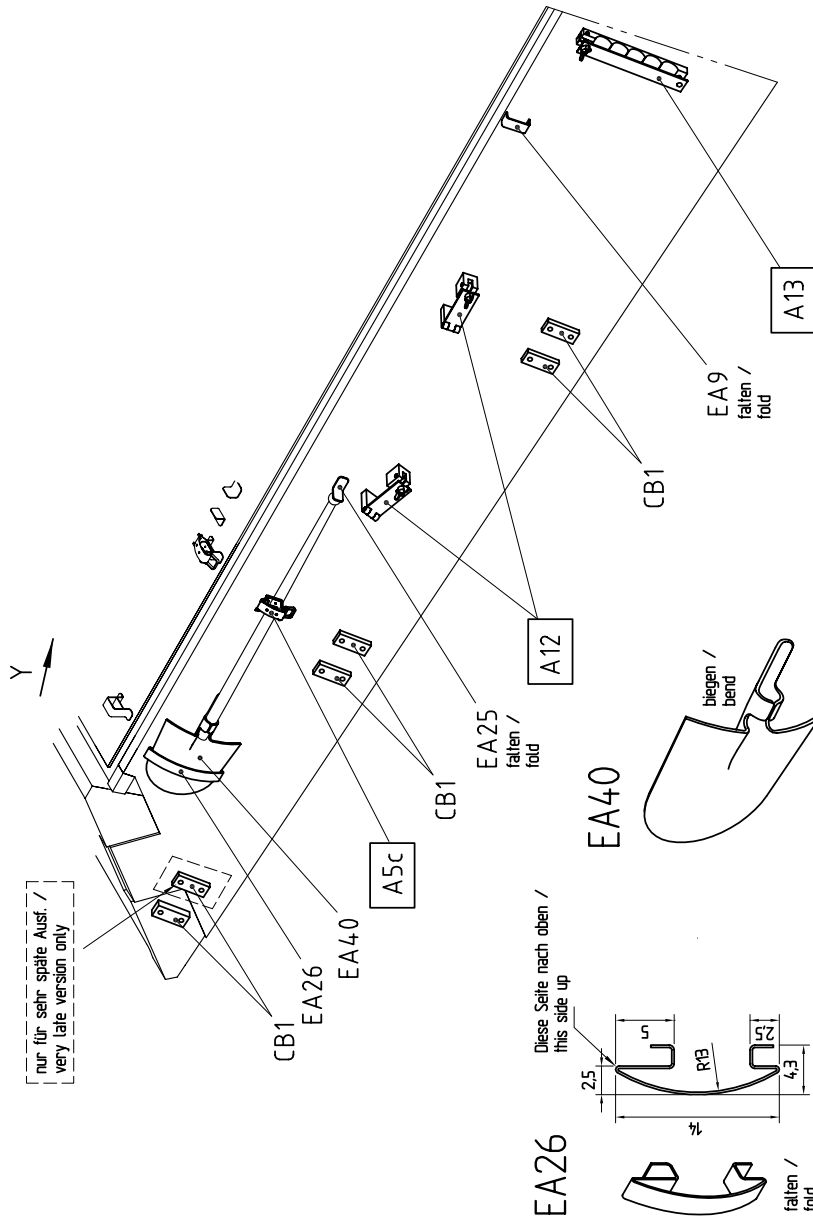 nur für sehr späte Ausf. /
very late version only
Y
CB1
EA26
EA40
A5c
CB1
EA25
falten /
fold
A12
CB1
EA9
falten /
fold
A13
EA26
falten /
fold
Diese Seite nach oben /
this side up
2,5
5
14
R13
2,5
4,3
EA40
biegen /
bend